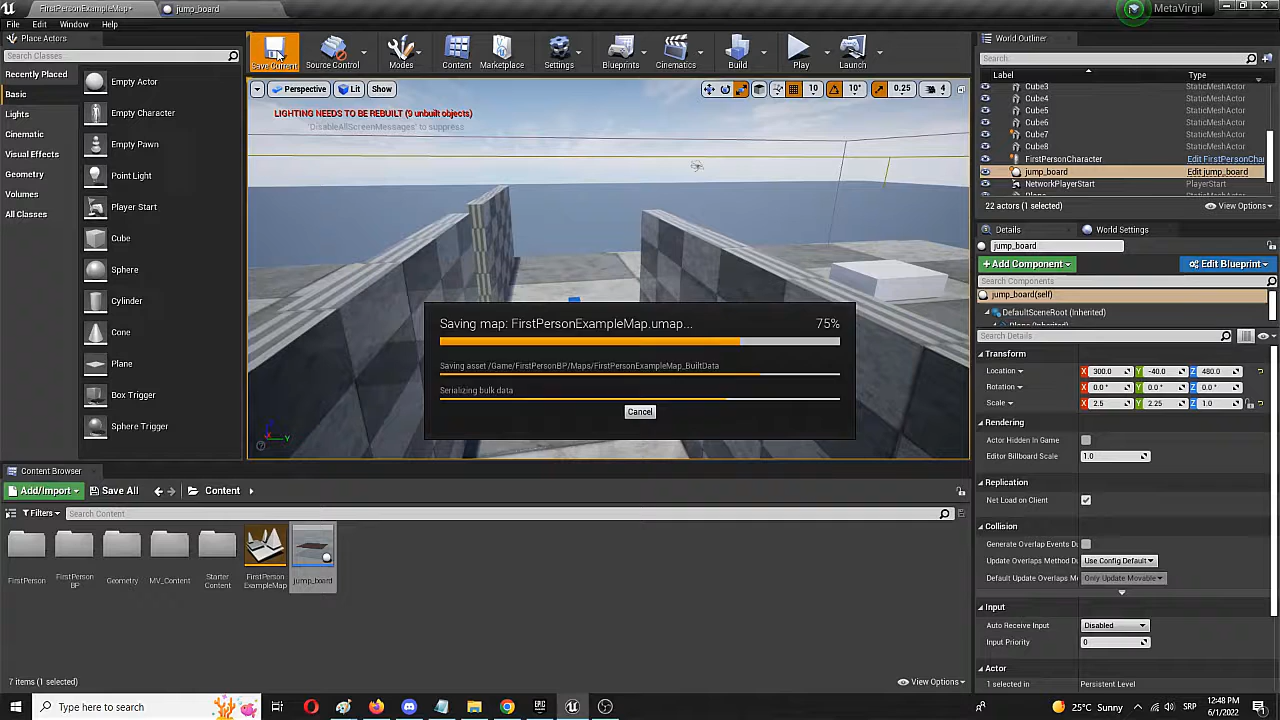 FirstPersonExampleMap*
jump_board
MetaVirgil
File
Edit
Window
Help
Place Actors
Search Classes
Recently Placed
Basic
Lights
Cinematic
Visual Effects
Geometry
Volumes
All Classes
Empty Actor
Empty Character
Empty Pawn
Point Light
Player Start
Cube
Sphere
Cylinder
Cone
Plane
Box Trigger
Sphere Trigger
Save Current
Source Control
Modes
Content
Marketplace
Settings
Blueprints
Cinematics
Build
Play
Launch
Perspective
Lit
Show
10
10°
0.25
4
LIGHTING NEEDS TO BE REBUILT (9 unbuilt objects)
'DisableAllScreenMessages' to suppress
Saving map: FirstPersonExampleMap.umap...
75%
Saving asset /Game/FirstPersonBP/Maps/FirstPersonExampleMap_BuiltData
Serializing bulk data
Cancel
World Outliner
Search...
Label
Type
Cube3 StaticMeshActor
Cube4 StaticMeshActor
Cube5 StaticMeshActor
Cube6 StaticMeshActor
Cube7 StaticMeshActor
Cube8 StaticMeshActor
FirstPersonCharacter Edit FirstPersonCha
jump_board Edit jump_board
NetworkPlayerStart PlayerStart
22 actors (1 selected)
View Options
Details
World Settings
jump_board
+Add Component
Edit Blueprint
Search Components
jump_board(self)
DefaultSceneRoot (Inherited)
Search Details
Transform
Location X 300.0 Y -40.0 Z 480.0
Rotation X 0.0° Y 0.0° Z 0.0°
Scale X 2.5 Y 2.25 Z 1.0
Rendering
Actor Hidden In Game
Editor Billboard Scale 1.0
Replication
Net Load on Client
Collision
Generate Overlap Events D
Update Overlaps Method D Use Config Default
Default Update Overlaps M Only Update Movable
Input
Auto Receive Input Disabled
Input Priority 0
Actor
1 selected in Persistent Level
Content Browser
Add/Import
Save All
Content
Filters
Search Content
FirstPerson
FirstPerson
BP
Geometry
MV_Content
Starter
Content
FirstPerson
ExampleMap
jump_board
7 items (1 selected)
View Options
Type here to search
EPIC
25°C Sunny
SRP
12:48 PM
6/1/2022